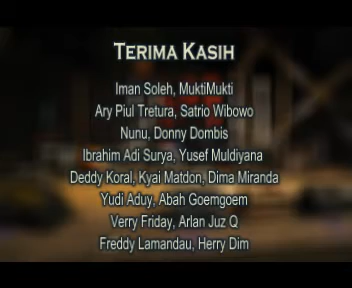 TERIMA KASIH
Iman Soleh, MuktiMukti
Ary Piul Tretura, Satrio Wibowo
Nunu, Donny Dombis
Ibrahim Adi Surya, Yusef Muldiyana
Deddy Koral, Kyai Matdon, Dima Miranda
Yudi Aduy, Abah Goemgoem
Verry Friday, Arlan Juz Q
Freddy Lamandau, Herry Dim